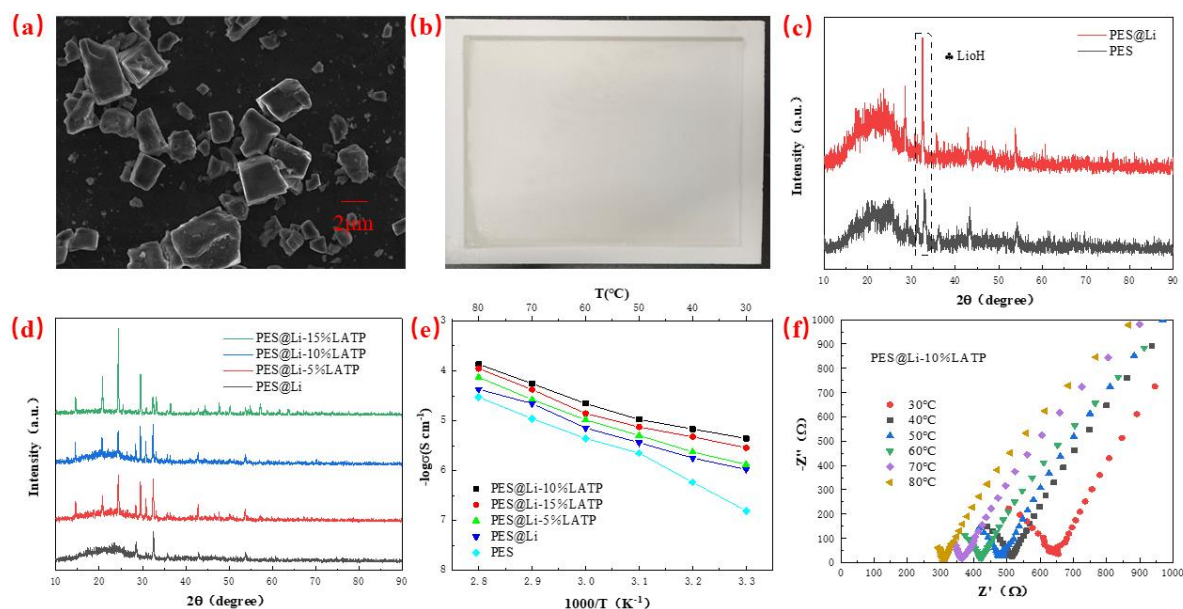 (a)
2μm
(b)
(c)
PES@Li
PES
♣ LioH
Intensity (a.u.)
10 20 30 40 50 60 70 80 90
2θ (degree)
(d)
PES@Li-15%LATP
PES@Li-10%LATP
PES@Li-5%LATP
PES@Li
Intensity (a.u.)
10 20 30 40 50 60 70 80 90
2θ (degree)
(e)
T(℃)
80 70 60 50 40 30
3
4
5
6
7
8
-logσ(S cm⁻¹)
PES@Li-10%LATP
PES@Li-15%LATP
PES@Li-5%LATP
PES@Li
PES
2.8 2.9 3.0 3.1 3.2 3.3
1000/T (K⁻¹)
(f)
PES@Li-10%LATP
30℃
40℃
50℃
60℃
70℃
80℃
-Z'' (Ω)
1000
900
800
700
600
500
400
300
200
100
0
0 100 200 300 400 500 600 700 800 900 1000
Z' (Ω)